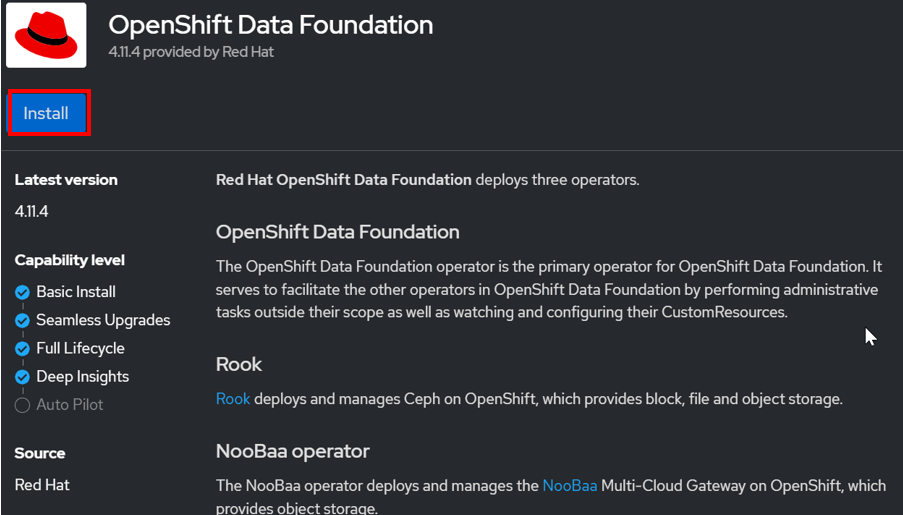 OpenShift Data Foundation
4.11.4 provided by Red Hat
Install
Latest version
4.11.4
Capability level
Basic Install
Seamless Upgrades
Full Lifecycle
Deep Insights
Auto Pilot
Source
Red Hat
Red Hat OpenShift Data Foundation deploys three operators.
OpenShift Data Foundation
The OpenShift Data Foundation operator is the primary operator for OpenShift Data Foundation. It
serves to facilitate the other operators in OpenShift Data Foundation by performing administrative
tasks outside their scope as well as watching and configuring their CustomResources.
Rook
Rook deploys and manages Ceph on OpenShift, which provides block, file and object storage.
NooBaa operator
The NooBaa operator deploys and manages the NooBaa Multi-Cloud Gateway on OpenShift, which
provides object storage.